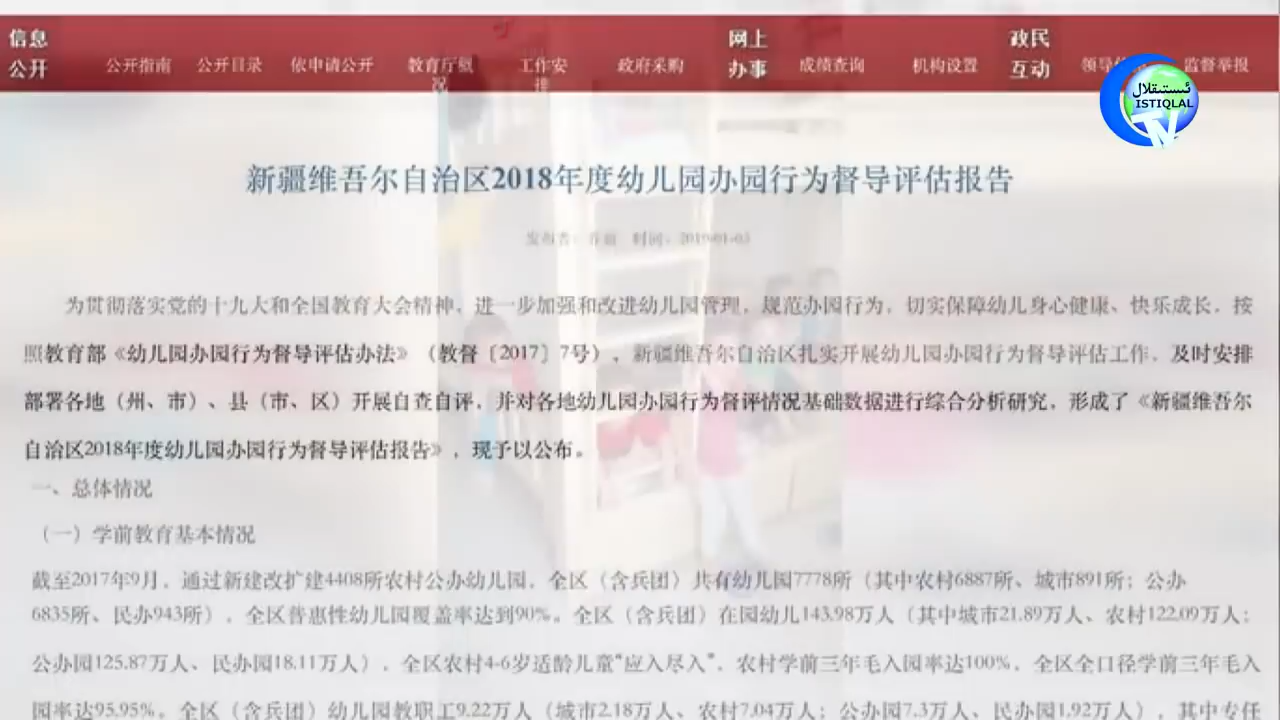 信息 网上 政民
公开 公开指南 公开目录 依申请公开 教育厅概况 工作安排 政府采购 办事 成绩查询 机构设置 互动 领导 监督举报
ئىستىقلال
ISTIQLAL
TV
新疆维吾尔自治区2018年度幼儿园办园行为督导评估报告
时间：2019-01-03
为贯彻落实党的十九大和全国教育大会精神，进一步加强和改进幼儿园管理，规范办园行为，切实保障幼儿身心健康、快乐成长，按
照教育部《幼儿园办园行为督导评估办法》（教督〔2017〕7号），新疆维吾尔自治区扎实开展幼儿园办园行为督导评估工作，及时安排
部署各地（州、市）、县（市、区）开展自查自评，并对各地幼儿园办园行为督评情况基础数据进行综合分析研究，形成了《新疆维吾尔
自治区2018年度幼儿园办园行为督导评估报告》，现予以公布。
一、总体情况
（一）学前教育基本情况
截至2017年9月，通过新建改扩建4408所农村公办幼儿园，全区（含兵团）共有幼儿园7778所（其中农村6887所、城市891所；公办
6835所、民办943所），全区普惠性幼儿园覆盖率达到90%。全区（含兵团）在园幼儿143.98万人（其中城市21.89万人、农村122.09万人；
公办园125.87万人、民办园18.11万人），全区农村4-6岁适龄儿童“应入尽入”，农村学前三年毛入园率达100%，全区全口径学前三年毛入
园率达95.95%。全区（含兵团）幼儿园教职工9.22万人（城市2.18万人、农村7.04万人；公办园7.3万人、民办园1.92万人），其中专任